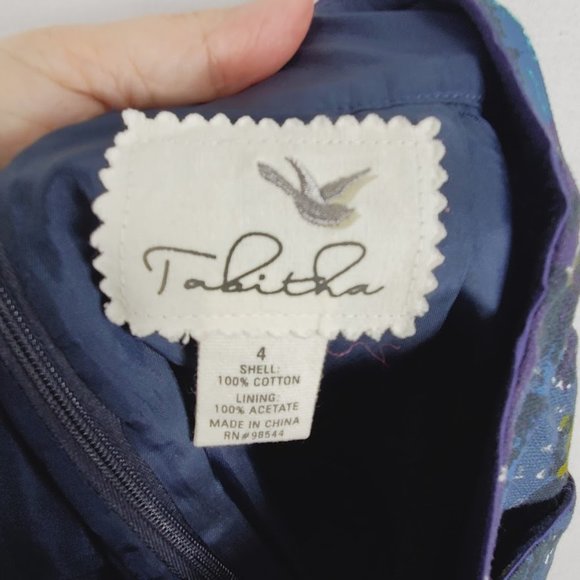 Tabitha
4
SHELL:
100% COTTON
LINING:
100% ACETATE
MADE IN CHINA
RN#98544